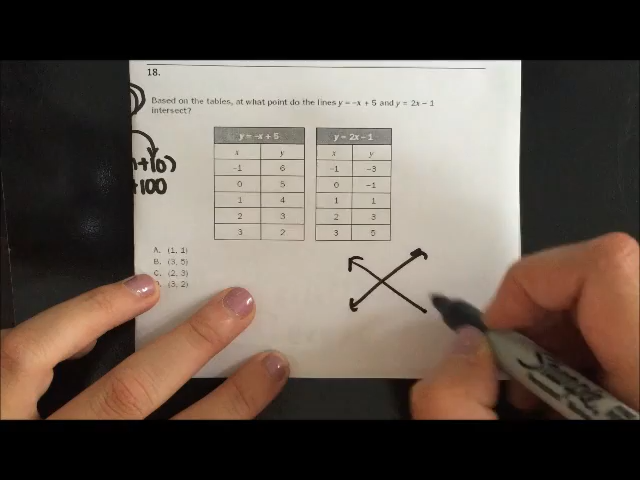 18.
Based on the tables, at what point do the lines y = -x + 5 and y = 2x - 1
intersect?
+10)
+100
y = -x + 5
x y
-1 6
0 5
1 4
2 3
3 2
y = 2x - 1
x y
-1 -3
0 -1
1 1
2 3
3 5
A. (1, 1)
B. (3, 5)
C. (2, 3)
(3, 2)
Sharpie